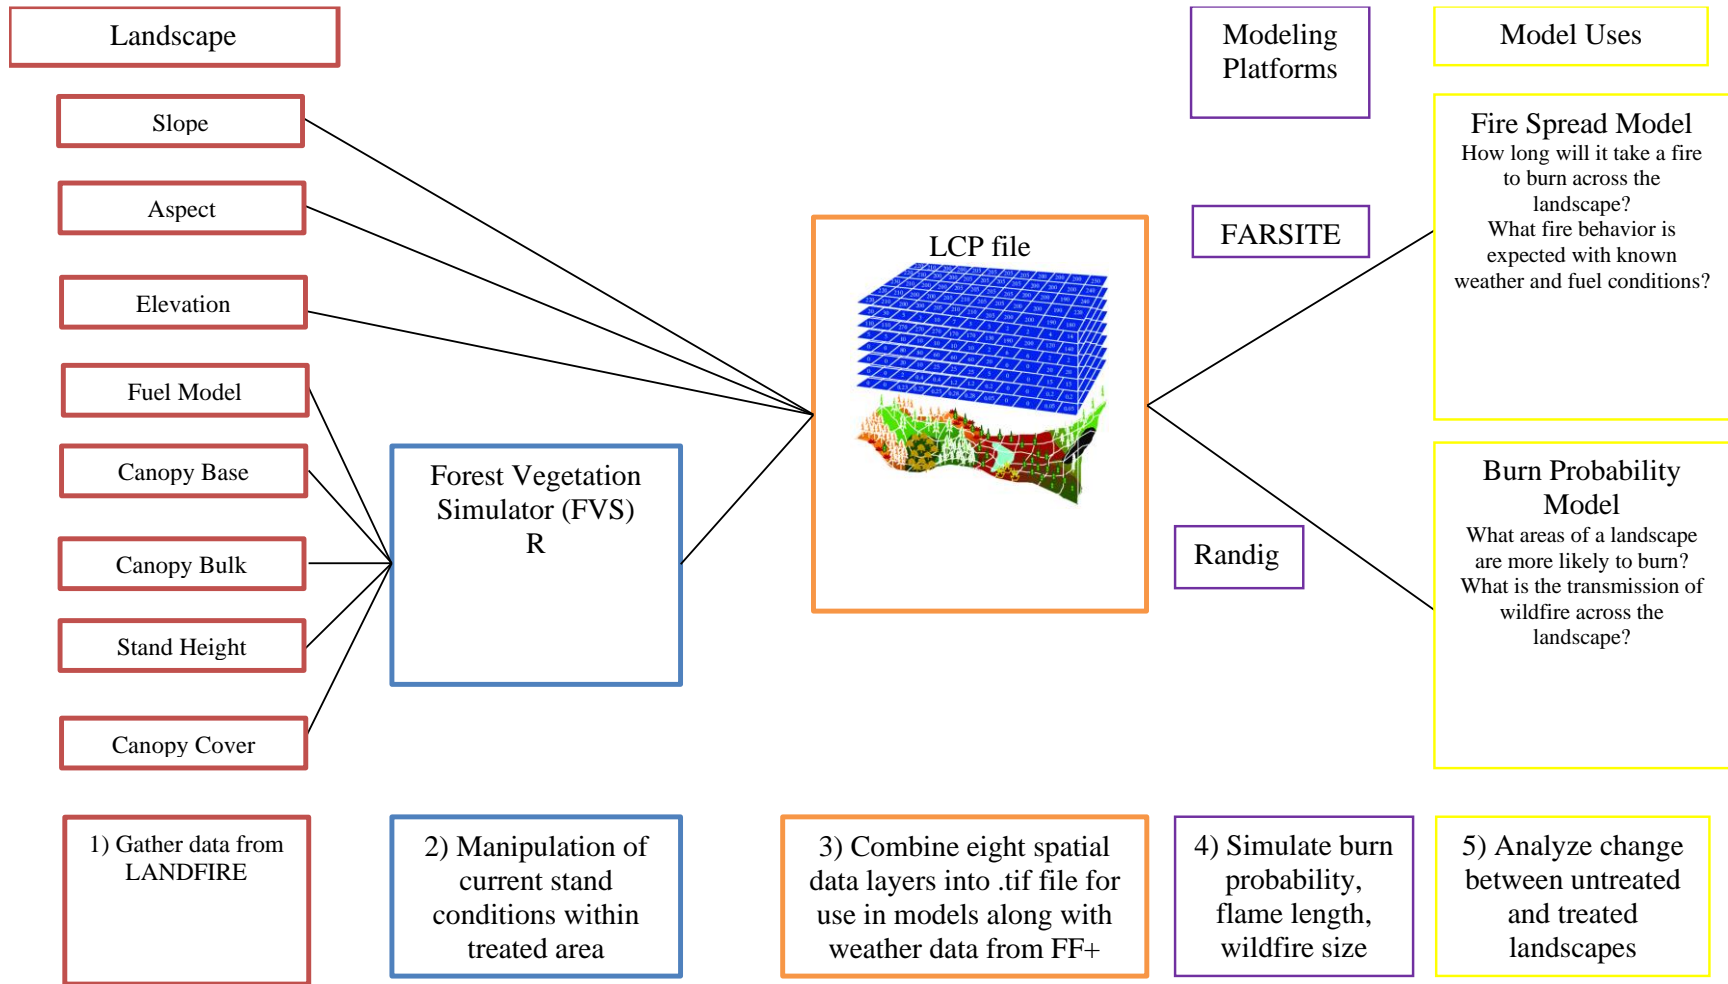 Landscape
Modeling
Platforms
Model Uses
Slope
Aspect
Elevation
Fuel Model
Canopy Base
Canopy Bulk
Stand Height
Canopy Cover
Forest Vegetation
Simulator (FVS)
R
LCP file
FARSITE
Randig
Fire Spread Model
How long will it take a fire
to burn across the
landscape?
What fire behavior is
expected with known
weather and fuel conditions?
Burn Probability
Model
What areas of a landscape
are more likely to burn?
What is the transmission of
wildfire across the
landscape?
1) Gather data from
LANDFIRE
2) Manipulation of
current stand
conditions within
treated area
3) Combine eight spatial
data layers into .tif file for
use in models along with
weather data from FF+
4) Simulate burn
probability,
flame length,
wildfire size
5) Analyze change
between untreated
and treated
landscapes